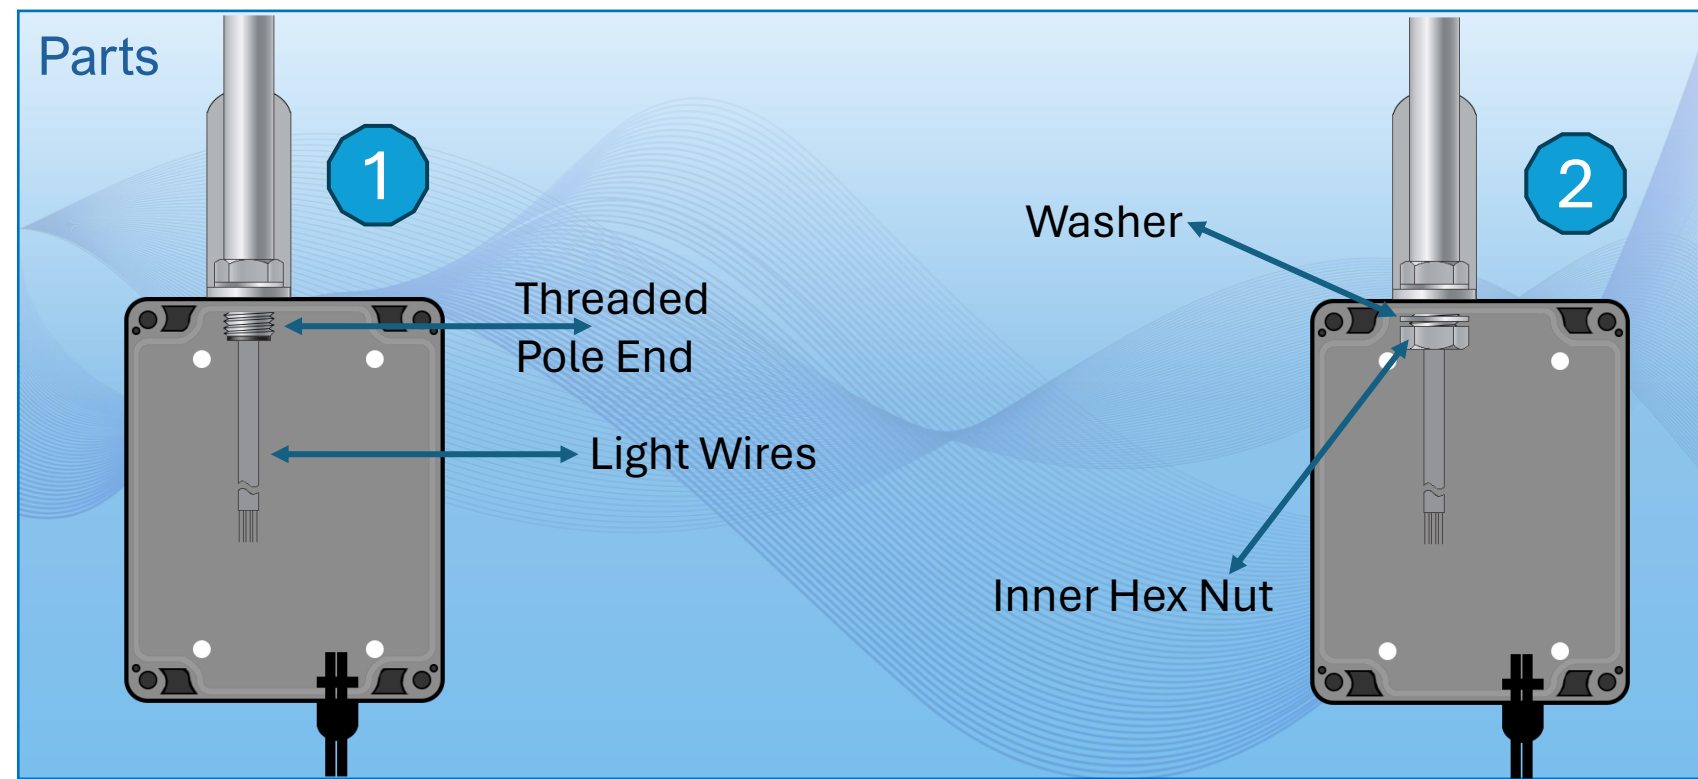 Parts
1
Threaded
Pole End
Light Wires
2
Washer
Inner Hex Nut